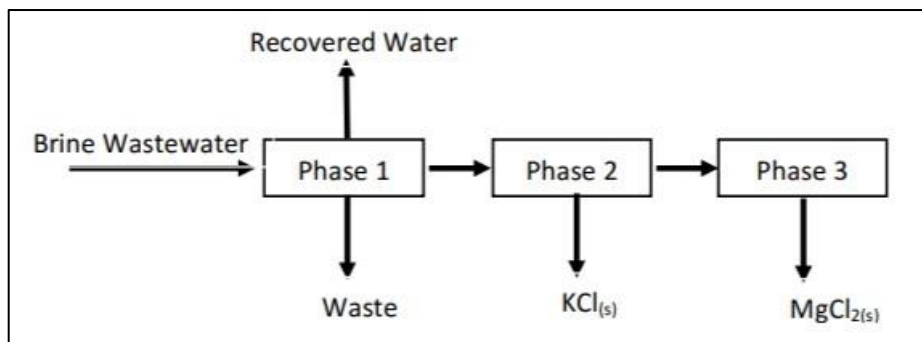 Recovered Water
Brine Wastewater
Phase 1
Phase 2
Phase 3
Waste
KCl(s)
MgCl2(s)